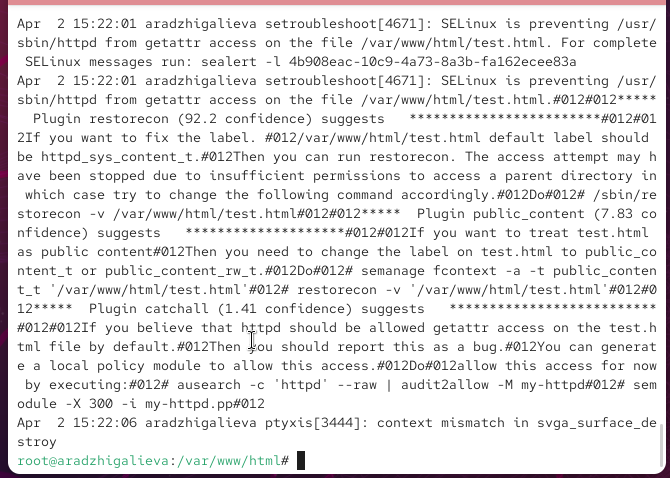 Apr  2 15:22:01 aradzhigalieva setroubleshoot[4671]: SELinux is preventing /usr/
sbin/httpd from getattr access on the file /var/www/html/test.html. For complete
 SELinux messages run: sealert -l 4b908eac-10c9-4a73-8a3b-fa162ecee83a
Apr  2 15:22:01 aradzhigalieva setroubleshoot[4671]: SELinux is preventing /usr/
sbin/httpd from getattr access on the file /var/www/html/test.html.#012#012*****
  Plugin restorecon (92.2 confidence) suggests   ************************#012#01
2If you want to fix the label. #012/var/www/html/test.html default label should
be httpd_sys_content_t.#012Then you can run restorecon. The access attempt may h
ave been stopped due to insufficient permissions to access a parent directory in
 which case try to change the following command accordingly.#012Do#012# /sbin/re
storecon -v /var/www/html/test.html#012#012*****  Plugin public_content (7.83 co
nfidence) suggests   ********************#012#012If you want to treat test.html
as public content#012Then you need to change the label on test.html to public_co
ntent_t or public_content_rw_t.#012Do#012# semanage fcontext -a -t public_conten
t_t '/var/www/html/test.html'#012# restorecon -v '/var/www/html/test.html'#012#0
12*****  Plugin catchall (1.41 confidence) suggests   **************************
#012#012If you believe that httpd should be allowed getattr access on the test.h
tml file by default.#012Then you should report this as a bug.#012You can generat
e a local policy module to allow this access.#012Do#012allow this access for now
 by executing:#012# ausearch -c 'httpd' --raw | audit2allow -M my-httpd#012# sem
odule -X 300 -i my-httpd.pp#012
Apr  2 15:22:06 aradzhigalieva ptyxis[3444]: context mismatch in svga_surface_de
stroy
root@aradzhigalieva:/var/www/html#